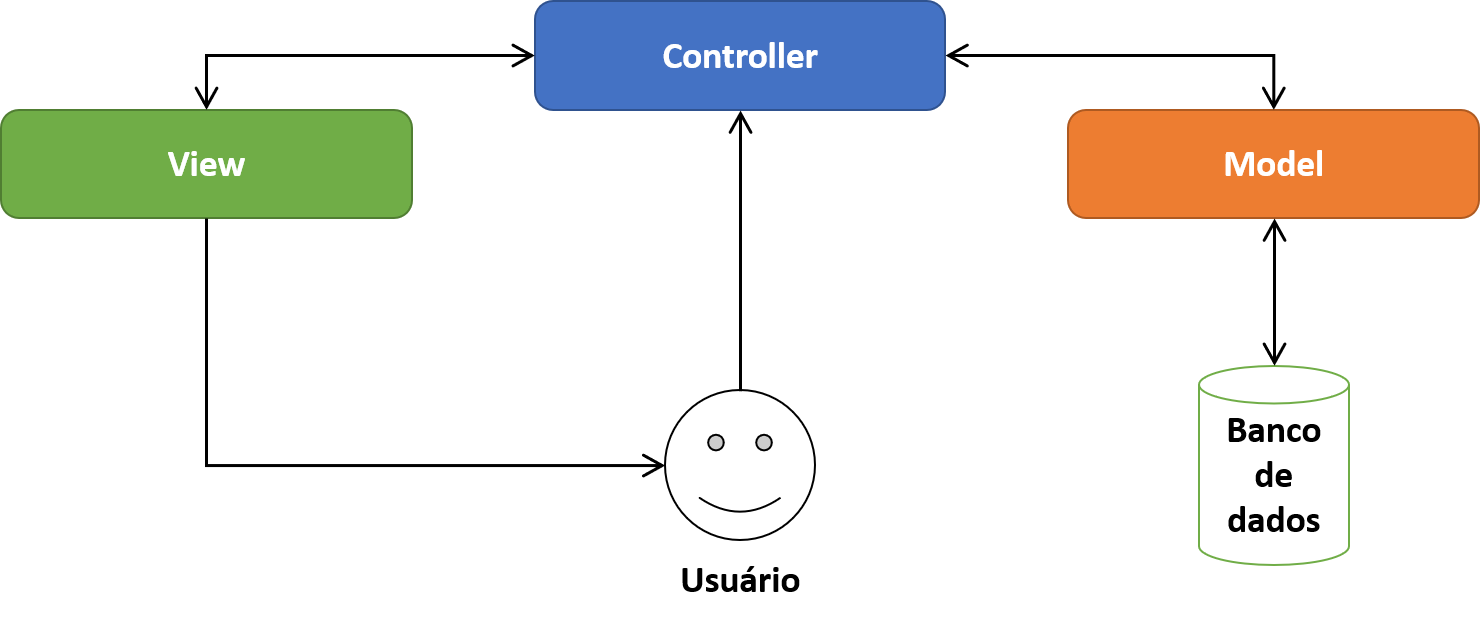 Controller
View
Model
Banco
de
dados
Usuário